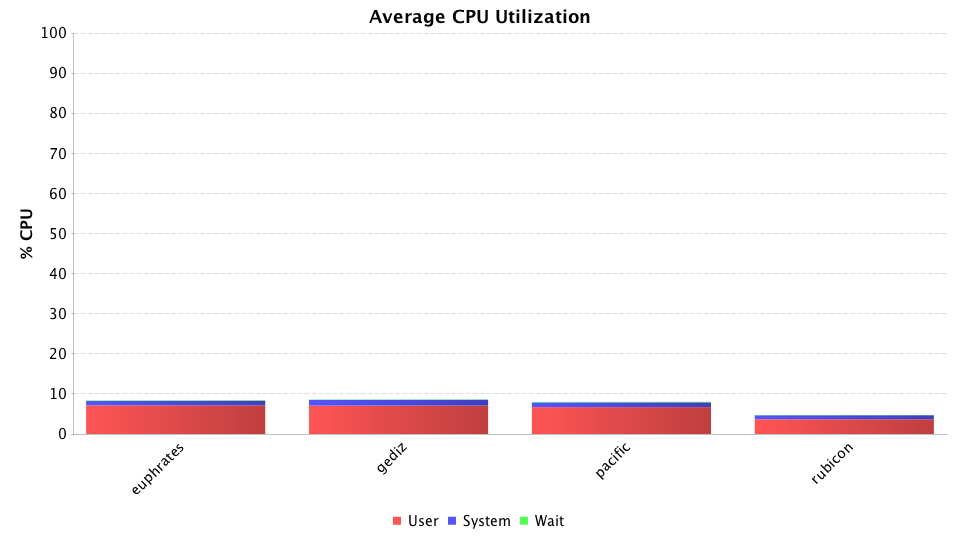 Average CPU Utilization
% CPU
100
90
80
70
60
50
40
30
20
10
0
euphrates
gediz
pacific
rubicon
User System Wait